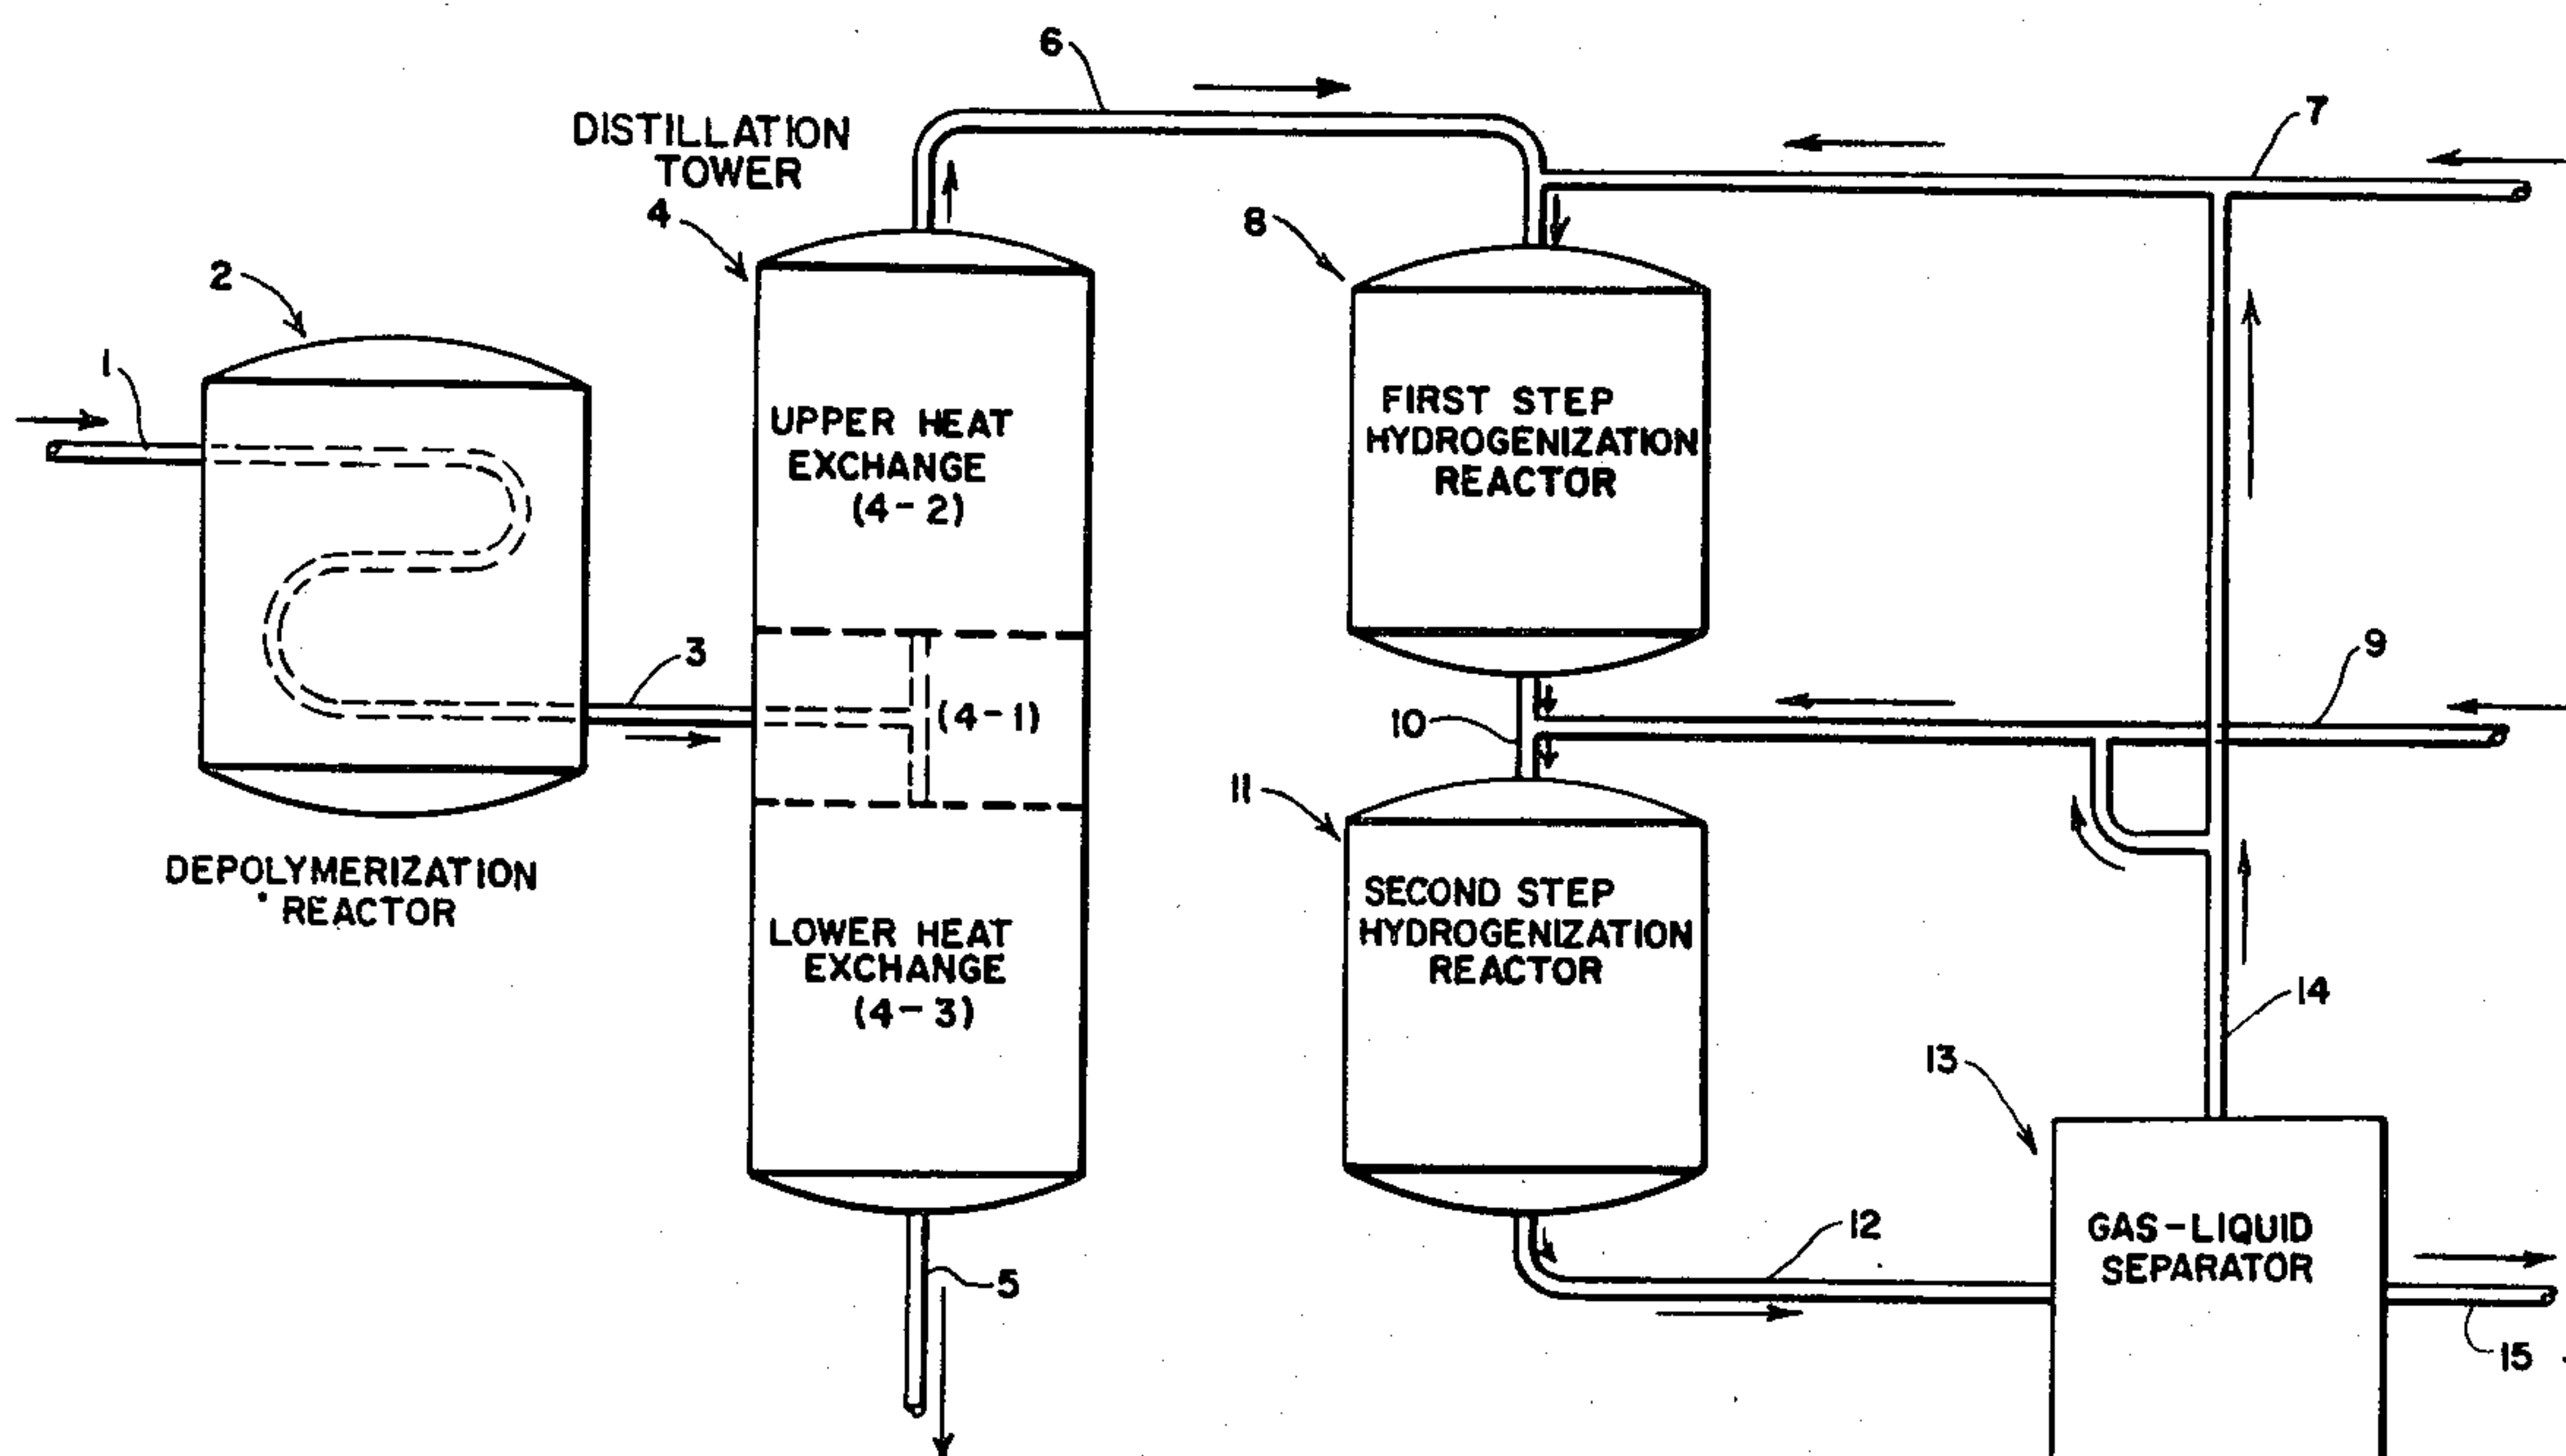 6
7
DISTILLATION
TOWER
4
8
2
1
UPPER HEAT
EXCHANGE
(4-2)
FIRST STEP
HYDROGENIZATION
REACTOR
3
9
(4-1)
10
11
DEPOLYMERIZATION
REACTOR
SECOND STEP
HYDROGENIZATION
REACTOR
LOWER HEAT
EXCHANGE
(4-3)
14
13
12
GAS-LIQUID
SEPARATOR
5
15